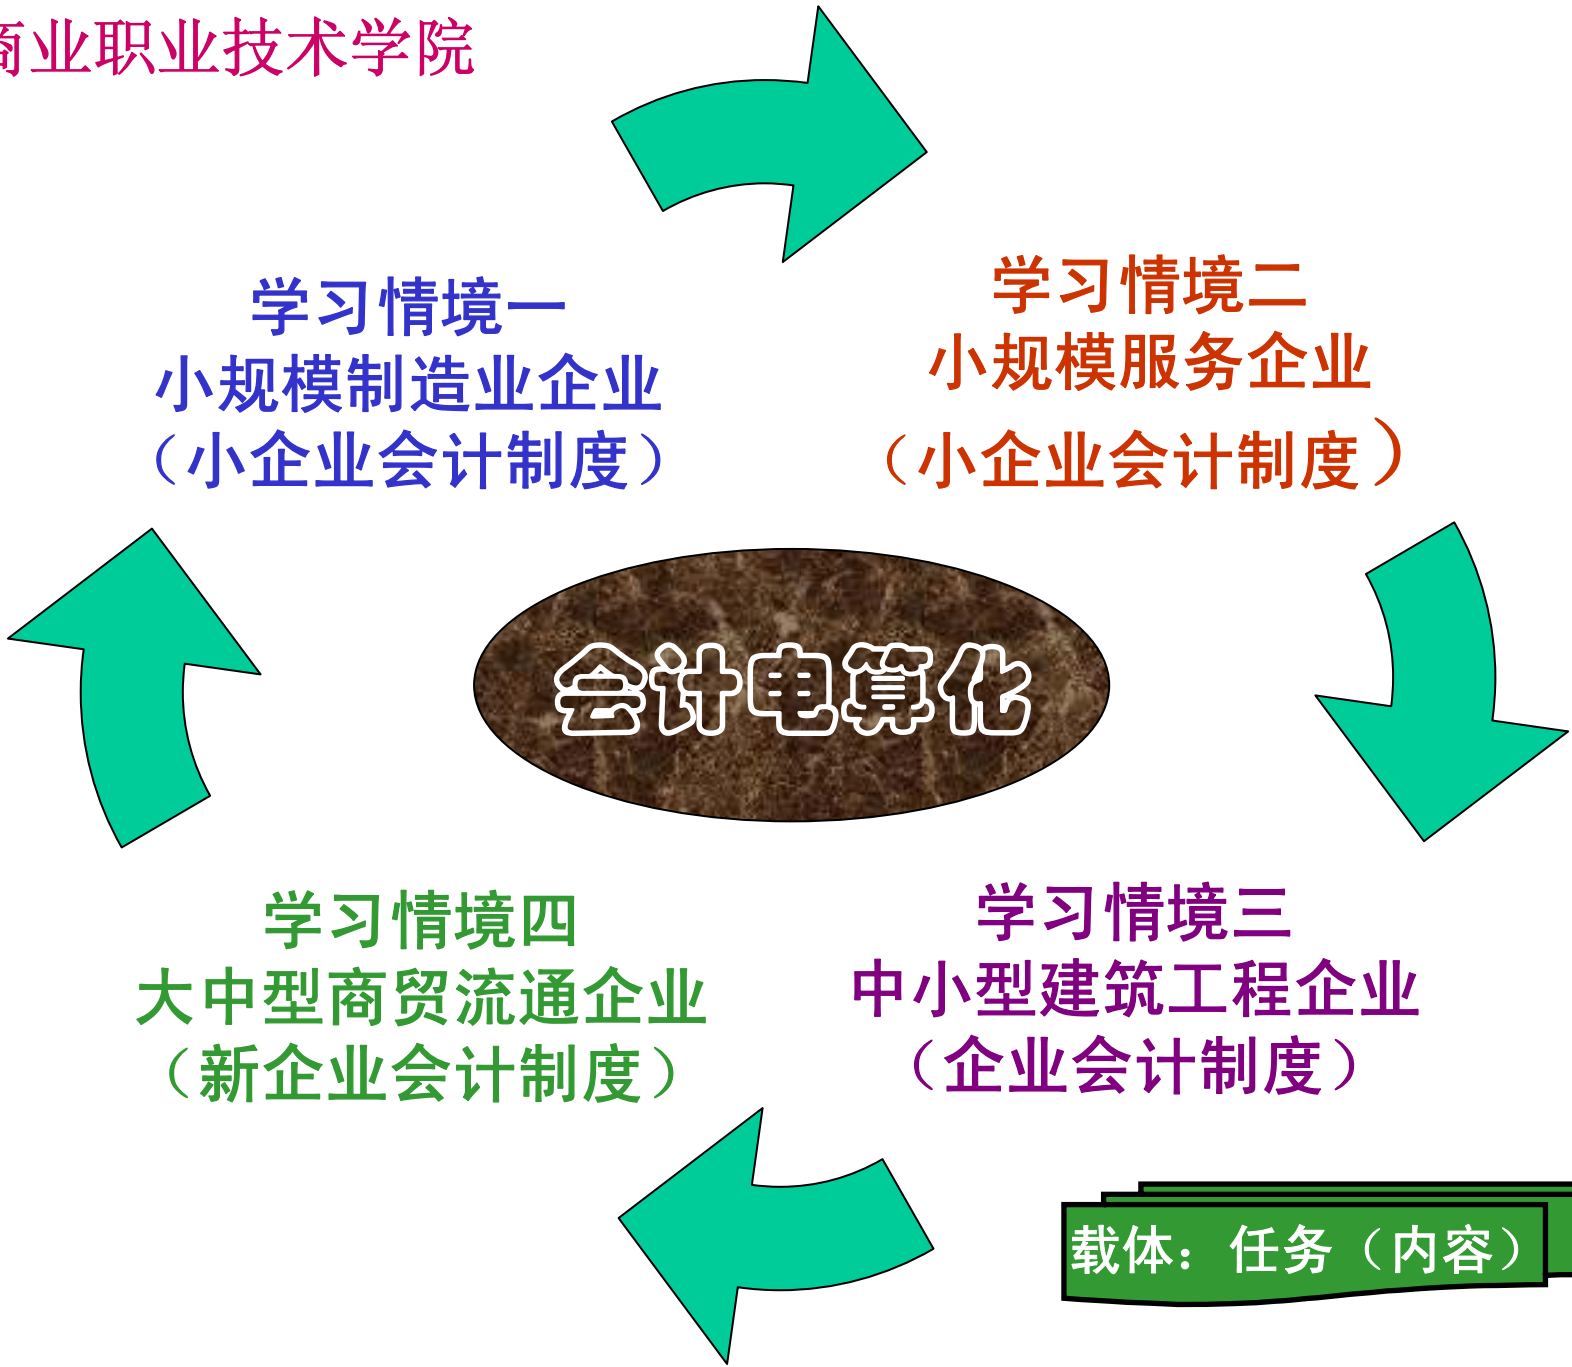 商业职业技术学院
学习情境一
小规模制造业企业
（小企业会计制度）
学习情境二
小规模服务企业
（小企业会计制度）
会计电算化
学习情境四
大中型商贸流通企业
（新企业会计制度）
学习情境三
中小型建筑工程企业
（企业会计制度）
载体：任务（内容）